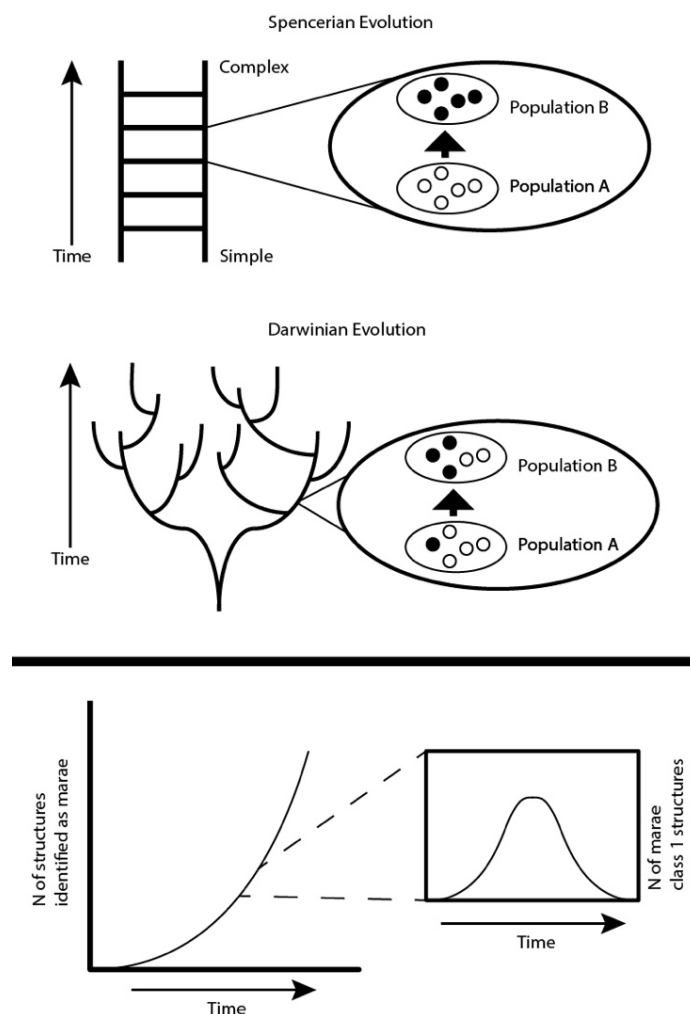 Spencerian Evolution
Complex
Population B
Population A
Time
Simple
Darwinian Evolution
Population B
Population A
Time
N of structures
identified as marae
Time
N of marae
class 1 structures
Time